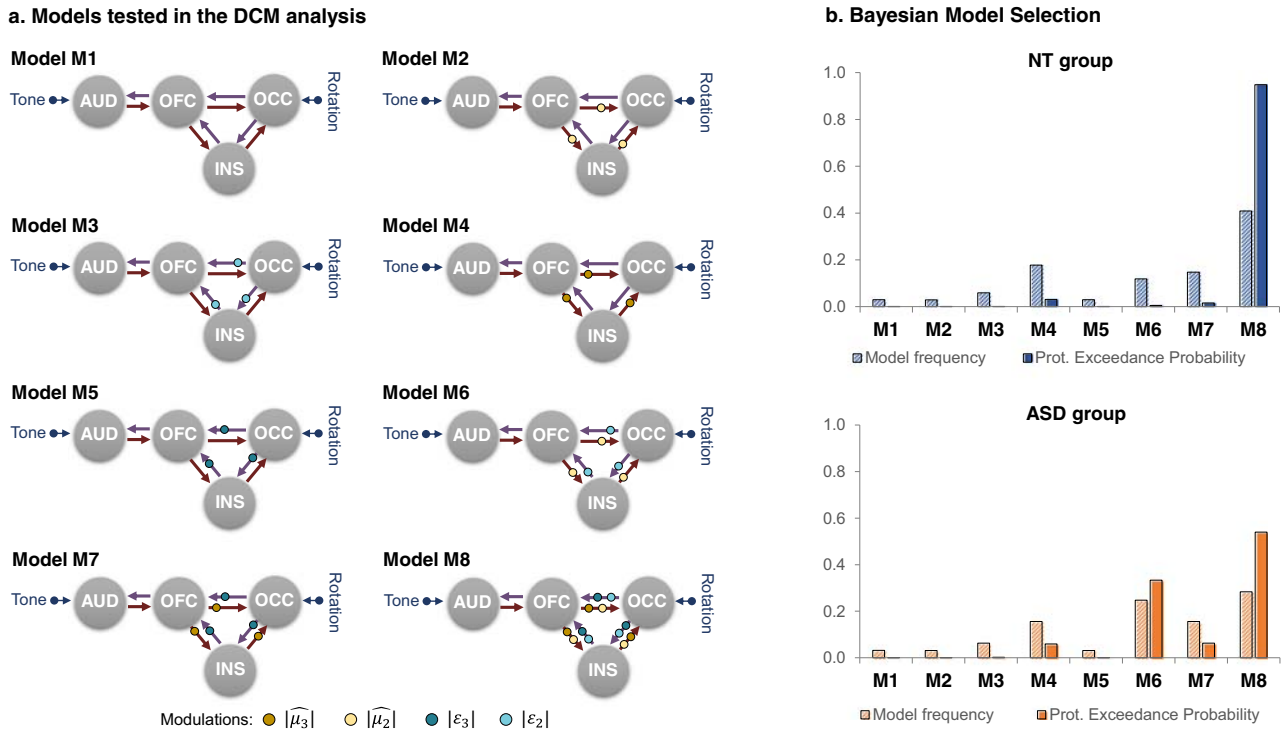 a. Models tested in the DCM analysis
Model M1
Tone
AUD
OFC
OCC
INS
Rotation
Model M2
Tone
AUD
OFC
OCC
INS
Rotation
Model M3
Tone
AUD
OFC
OCC
INS
Rotation
Model M4
Tone
AUD
OFC
OCC
INS
Rotation
Model M5
Tone
AUD
OFC
OCC
INS
Rotation
Model M6
Tone
AUD
OFC
OCC
INS
Rotation
Model M7
Tone
AUD
OFC
OCC
INS
Rotation
Model M8
Tone
AUD
OFC
OCC
INS
Rotation
Modulations: |μ̂₃| |μ̂₂| |ε₃| |ε₂|
b. Bayesian Model Selection
NT group
1.0
0.8
0.6
0.4
0.2
0.0
M1 M2 M3 M4 M5 M6 M7 M8
Model frequency Prot. Exceedance Probability
ASD group
1.0
0.8
0.6
0.4
0.2
0.0
M1 M2 M3 M4 M5 M6 M7 M8
Model frequency Prot. Exceedance Probability